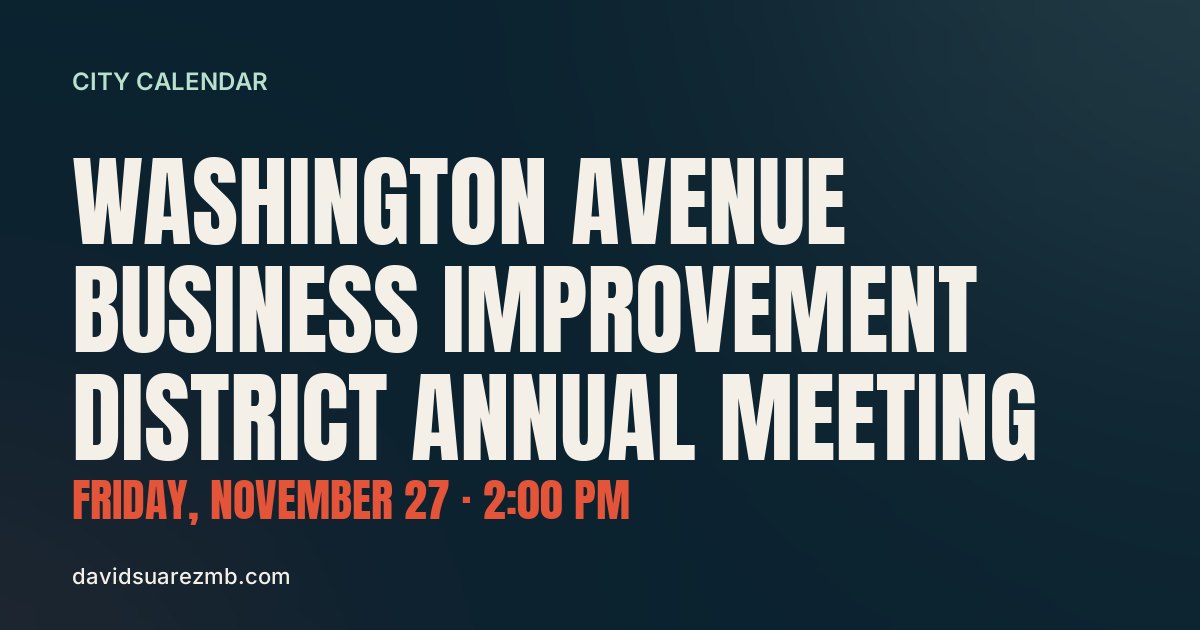 CITY CALENDAR
WASHINGTON AVENUE
BUSINESS IMPROVEMENT
DISTRICT ANNUAL MEETING
FRIDAY, NOVEMBER 27 · 2:00 PM
davidsuarezmb.com